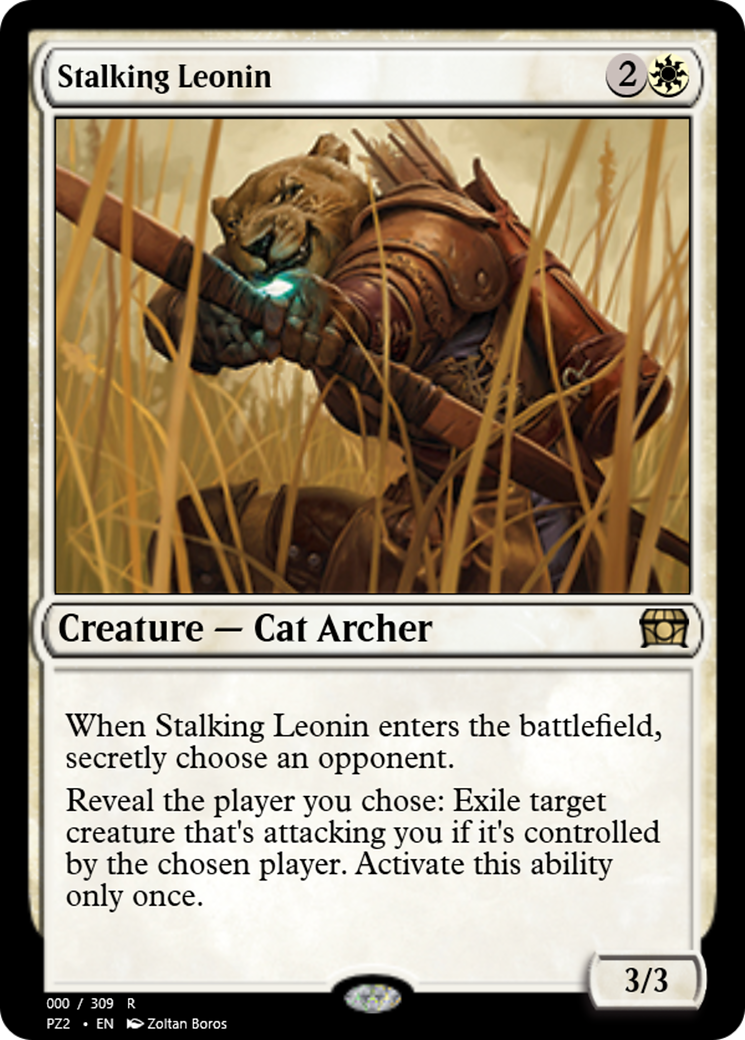 Stalking Leonin 2
Creature — Cat Archer
When Stalking Leonin enters the battlefield,
secretly choose an opponent.
Reveal the player you chose: Exile target
creature that's attacking you if it's controlled
by the chosen player. Activate this ability
only once.
3/3
000 / 309 R
PZ2 • EN Zoltan Boros